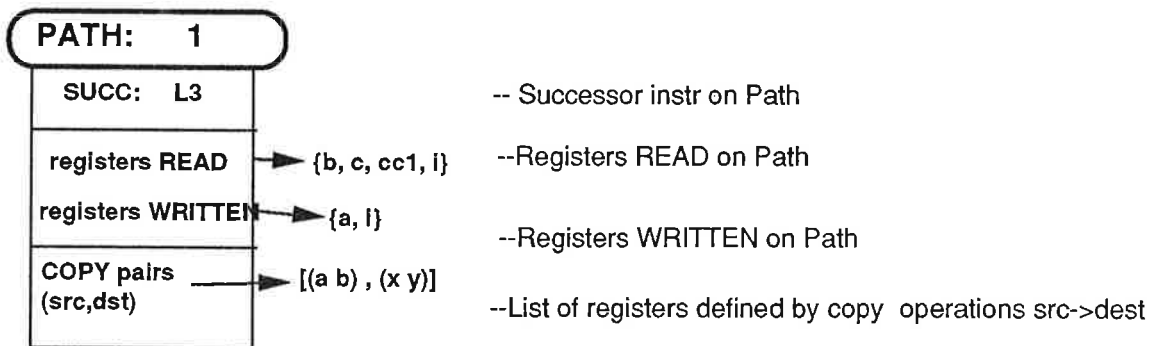 PATH: 1
SUCC: L3
-- Successor instr on Path
registers READ
{b, c, cc1, i}
--Registers READ on Path
registers WRITTEN
{a, l}
--Registers WRITTEN on Path
COPY pairs
(src,dst)
[(a b) , (x y)]
--List of registers defined by copy operations src->dest